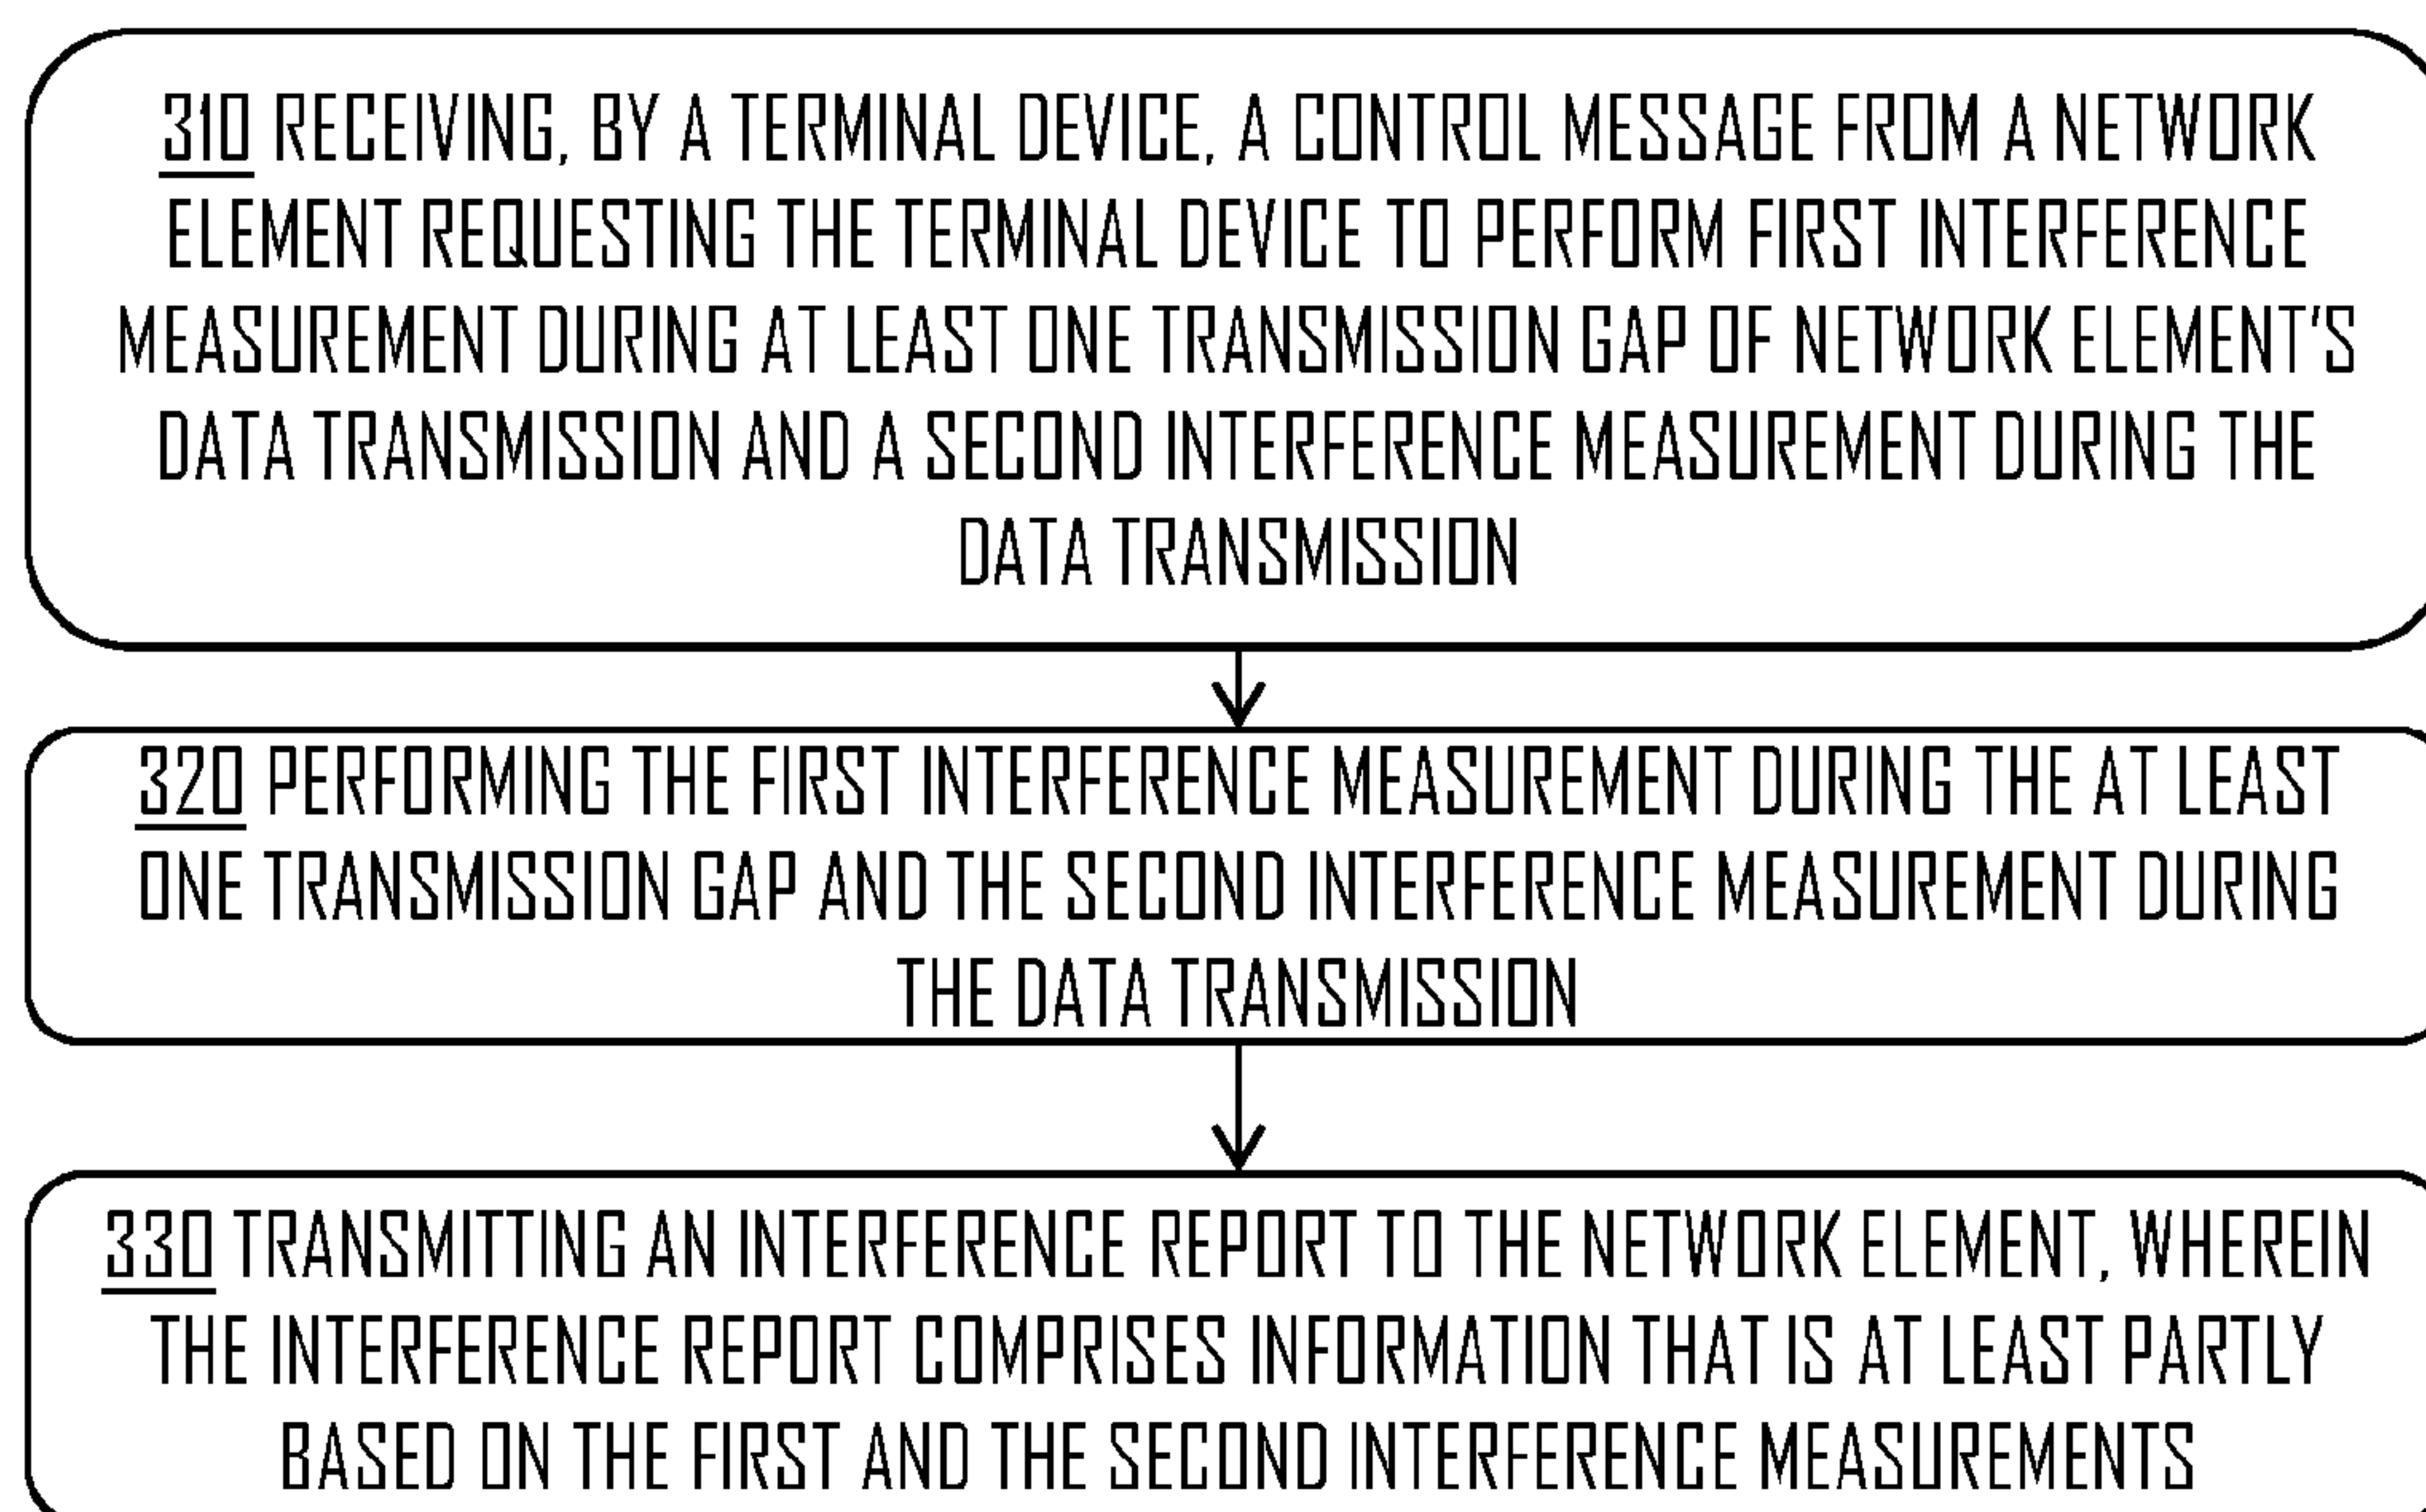 310 RECEIVING, BY A TERMINAL DEVICE, A CONTROL MESSAGE FROM A NETWORK
ELEMENT REQUESTING THE TERMINAL DEVICE TO PERFORM FIRST INTERFERENCE
MEASUREMENT DURING AT LEAST ONE TRANSMISSION GAP OF NETWORK ELEMENT'S
DATA TRANSMISSION AND A SECOND INTERFERENCE MEASUREMENT DURING THE
DATA TRANSMISSION
320 PERFORMING THE FIRST INTERFERENCE MEASUREMENT DURING THE AT LEAST
ONE TRANSMISSION GAP AND THE SECOND INTERFERENCE MEASUREMENT DURING
THE DATA TRANSMISSION
330 TRANSMITTING AN INTERFERENCE REPORT TO THE NETWORK ELEMENT, WHEREIN
THE INTERFERENCE REPORT COMPRISES INFORMATION THAT IS AT LEAST PARTLY
BASED ON THE FIRST AND THE SECOND INTERFERENCE MEASUREMENTS